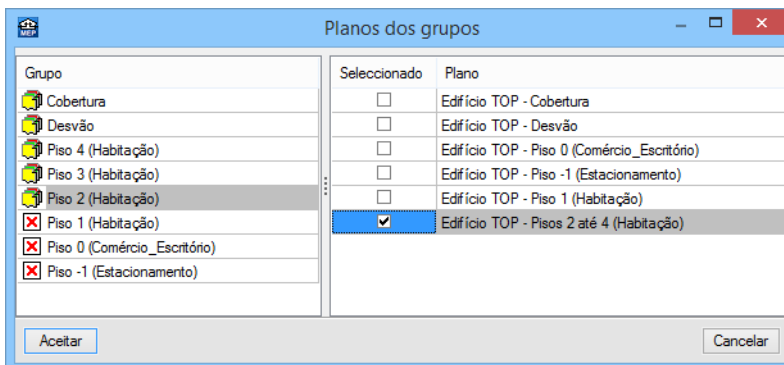 MEP
Planos dos grupos
Grupo
Cobertura
Desvão
Piso 4 (Habitação)
Piso 3 (Habitação)
Piso 2 (Habitação)
Piso 1 (Habitação)
Piso 0 (Comércio_Escritório)
Piso -1 (Estacionamento)
Seleccionado Plano
Edifício TOP - Cobertura
Edifício TOP - Desvão
Edifício TOP - Piso 0 (Comércio_Escritório)
Edifício TOP - Piso -1 (Estacionamento)
Edifício TOP - Piso 1 (Habitação)
Edifício TOP - Pisos 2 até 4 (Habitação)
Aceitar
Cancelar